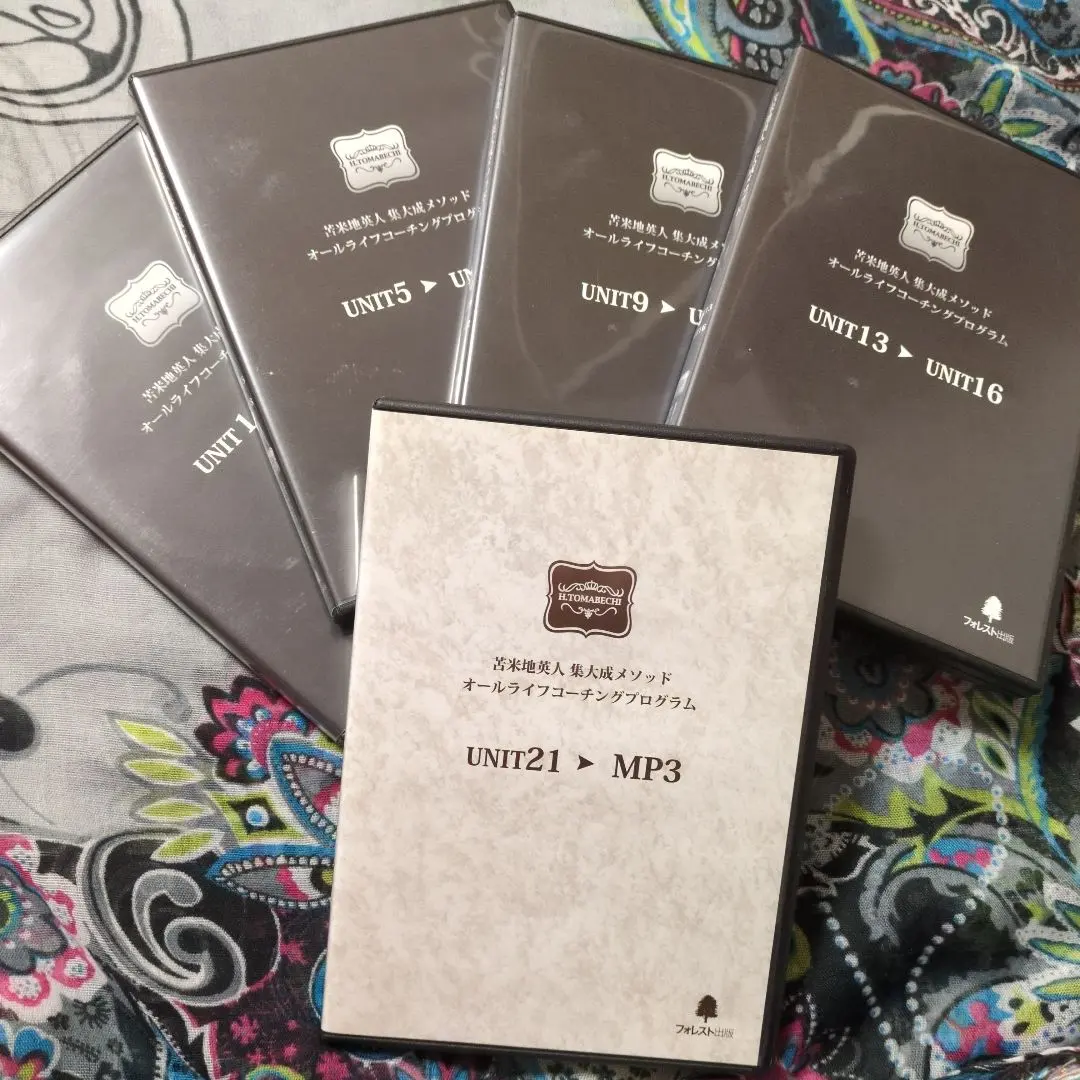 H.TOMABECHI
苫米地英人 集大
オールライフコーチ
UNIT 1
H.TOMABECHI
苫米地英人 集大成メソッド
オールライフコーチングプログ
UNIT5 ➤ U
H.TOMABECHI
苫米地英人 集大成メ
オールライフコーチング
UNIT9 ➤ U
H.TOMABECHI
苫米地英人 集大成メソッド
オールライフコーチングプログラム
UNIT13 ➤ UNIT16
フォレスト出版
H.TOMABECHI
苫米地英人 集大成メソッド
オールライフコーチングプログラム
UNIT21 ➤ MP3
フォレスト出版